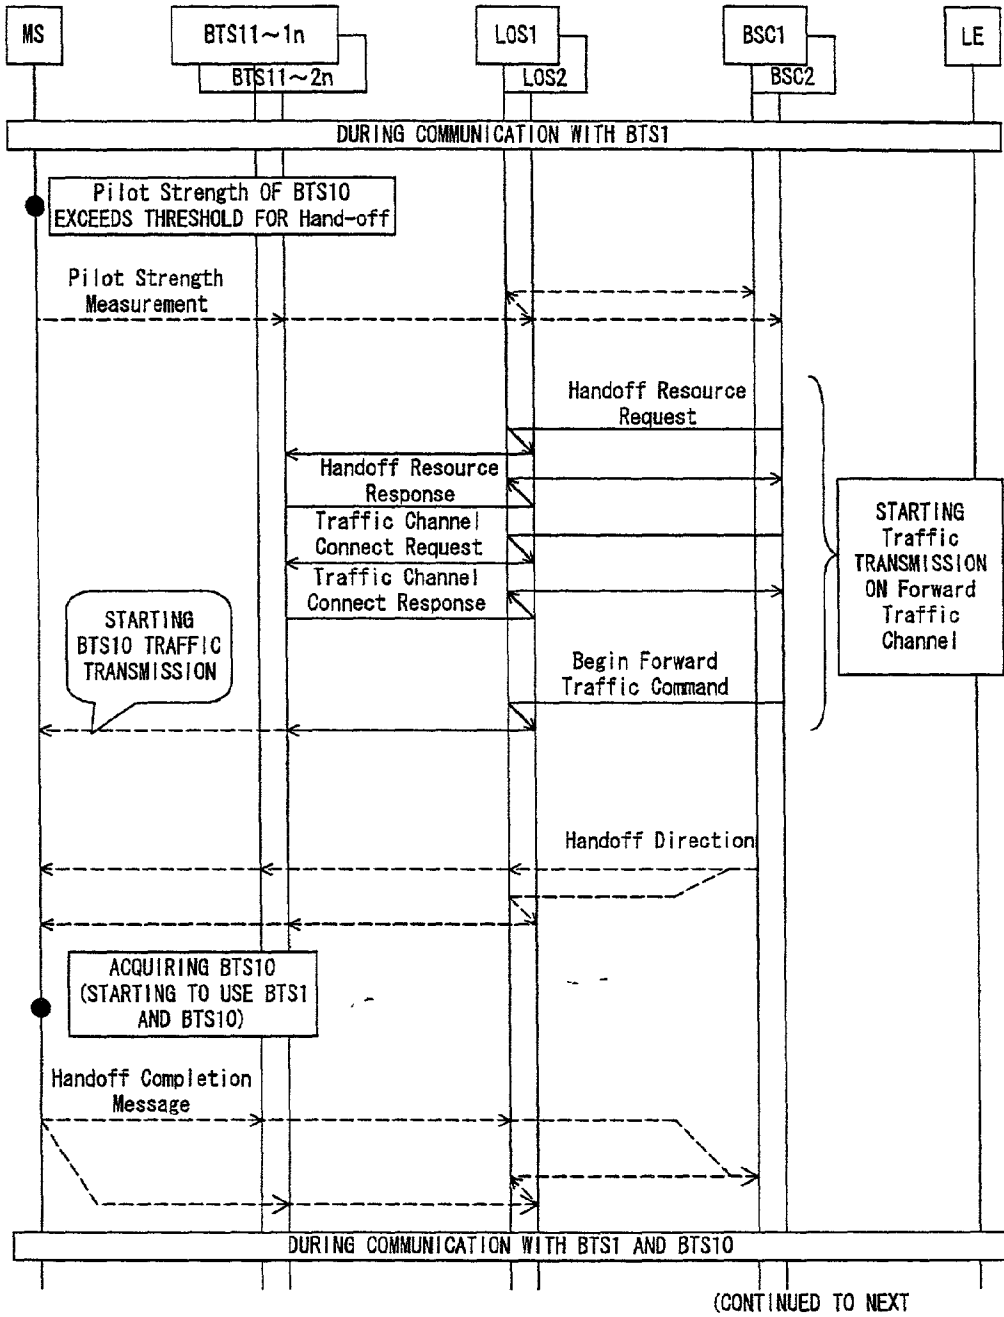 MS
BTS11~1n
LOS1
BSC1
LE
BTS11~2n
LOS2
BSC2
DURING COMMUNICATION WITH BTS1
Pilot Strength OF BTS10
EXCEEDS THRESHOLD FOR Hand-off
Pilot Strength
Measurement
Handoff Resource
Request
Handoff Resource
Response
Traffic Channel
Connect Request
Traffic Channel
Connect Response
STARTING
Traffic
TRANSMISSION
ON Forward
Traffic
Channel
STARTING
BTS10 TRAFFIC
TRANSMISSION
Begin Forward
Traffic Command
Handoff Direction
ACQUIRING BTS10
(STARTING TO USE BTS1
AND BTS10)
Handoff Completion
Message
DURING COMMUNICATION WITH BTS1 AND BTS10
(CONTINUED TO NEXT